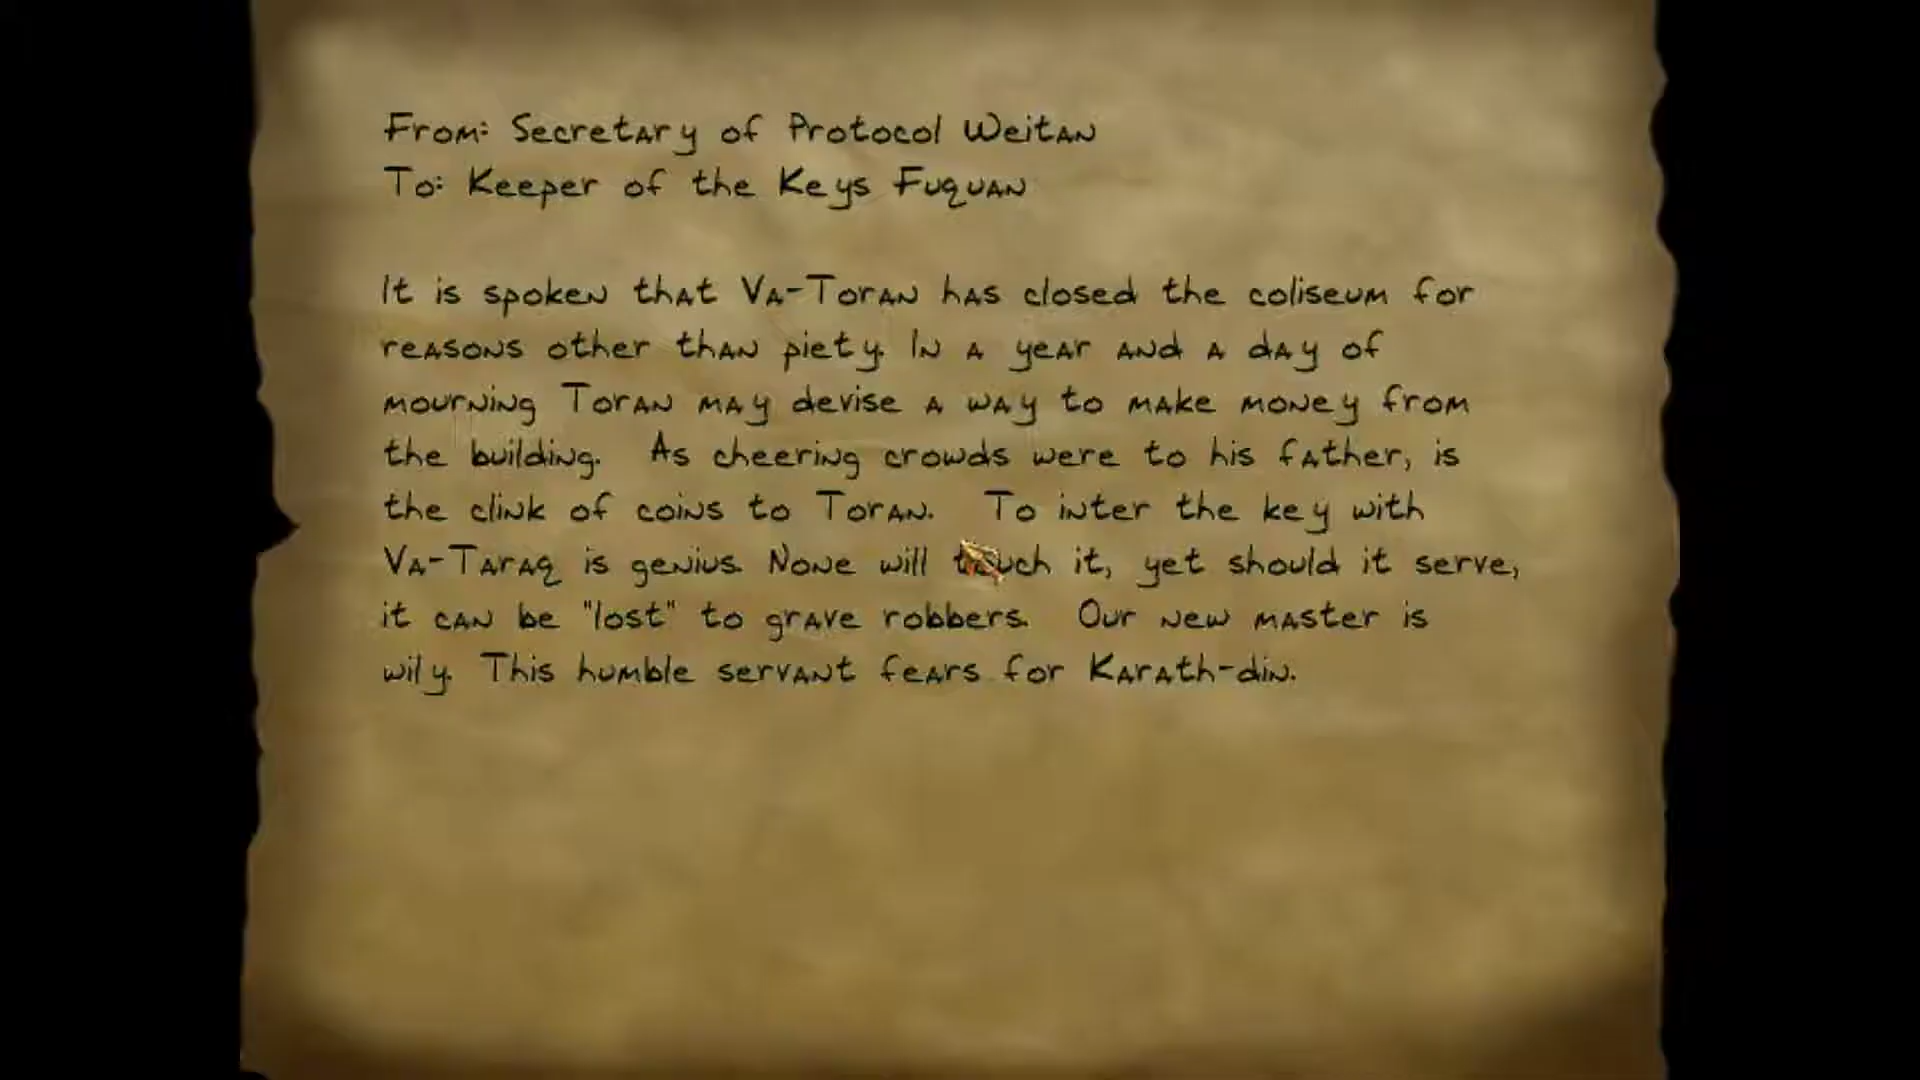 From: Secretary of Protocol Weitan
To: Keeper of the Keys Fuquan
It is spoken that Va-Toran has closed the coliseum for
reasons other than piety. In a year and a day of
mourning Toran may devise a way to make money from
the building. As cheering crowds were to his father, is
the clink of coins to Toran. To inter the key with
Va-Taraq is genius. None will touch it, yet should it serve,
it can be "lost" to grave robbers. Our new master is
wily. This humble servant fears for Karath-din.